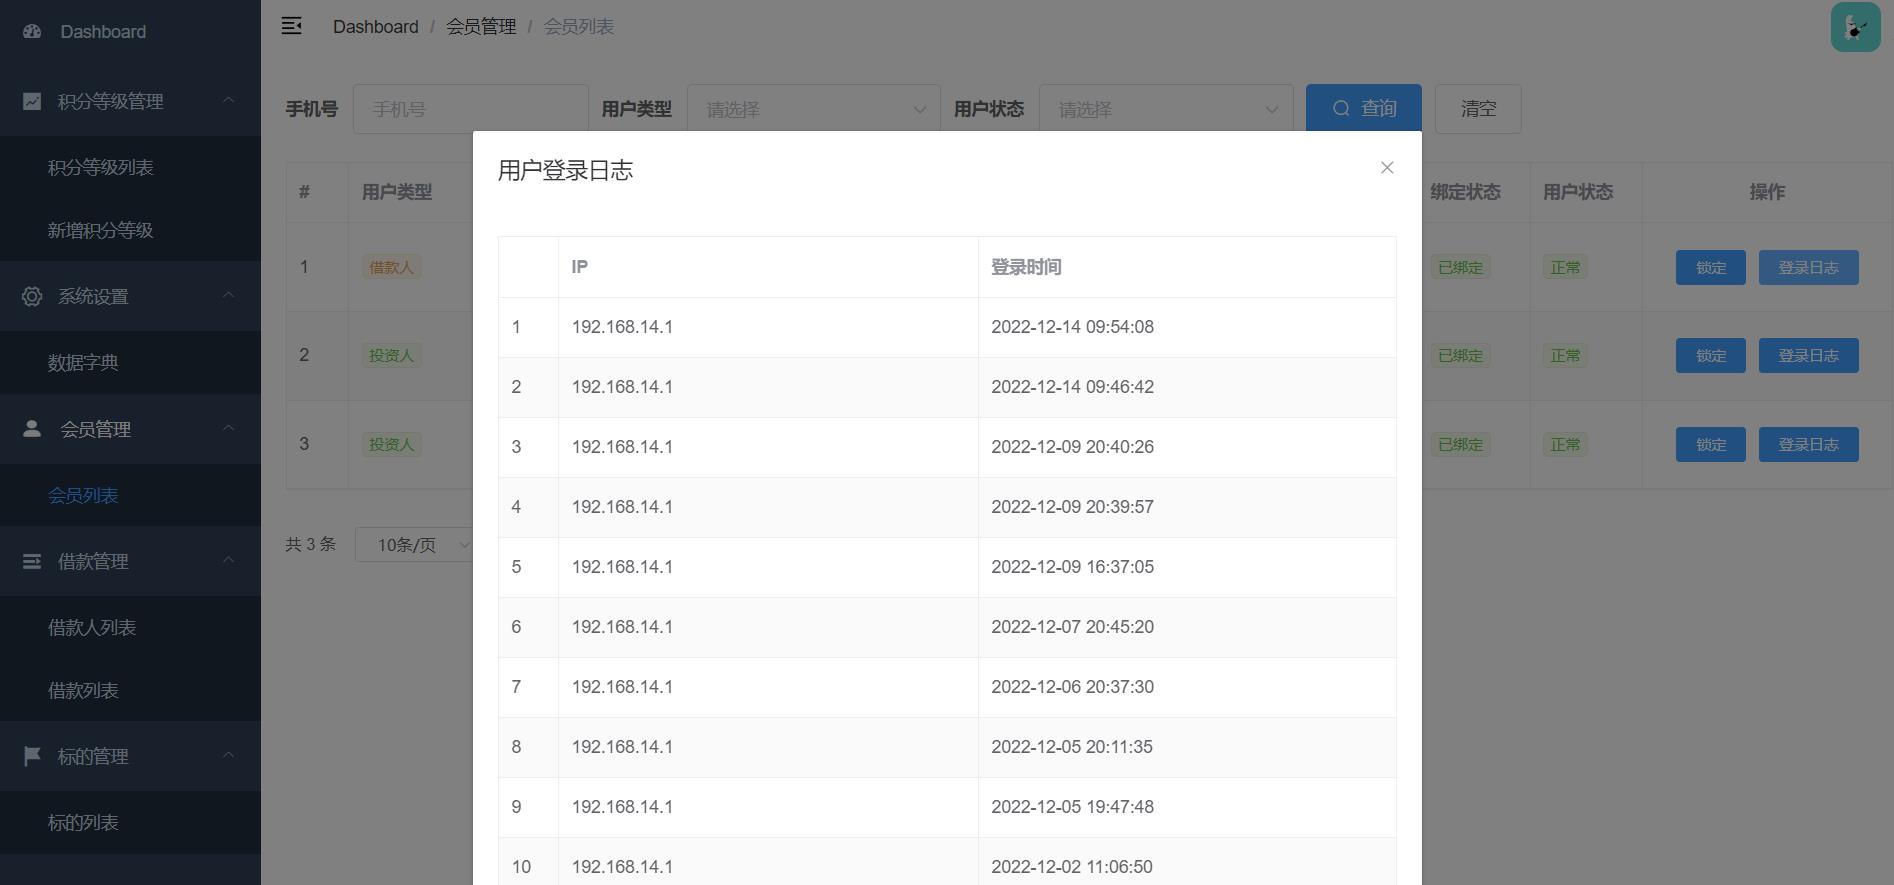 Dashboard
积分等级管理
积分等级列表
新增积分等级
系统设置
数据字典
会员管理
会员列表
借款管理
借款人列表
借款列表
标的管理
标的列表
Dashboard / 会员管理 / 会员列表
手机号 手机号 用户类型 请选择 用户状态 请选择 查询 清空
# 用户类型 绑定状态 用户状态 操作
1 借款人 已绑定 正常 锁定 登录日志
2 投资人 已绑定 正常 锁定 登录日志
3 投资人 已绑定 正常 锁定 登录日志
共 3 条 10条/页
用户登录日志
IP 登录时间
1 192.168.14.1 2022-12-14 09:54:08
2 192.168.14.1 2022-12-14 09:46:42
3 192.168.14.1 2022-12-09 20:40:26
4 192.168.14.1 2022-12-09 20:39:57
5 192.168.14.1 2022-12-09 16:37:05
6 192.168.14.1 2022-12-07 20:45:20
7 192.168.14.1 2022-12-06 20:37:30
8 192.168.14.1 2022-12-05 20:11:35
9 192.168.14.1 2022-12-05 19:47:48
10 192.168.14.1 2022-12-02 11:06:50